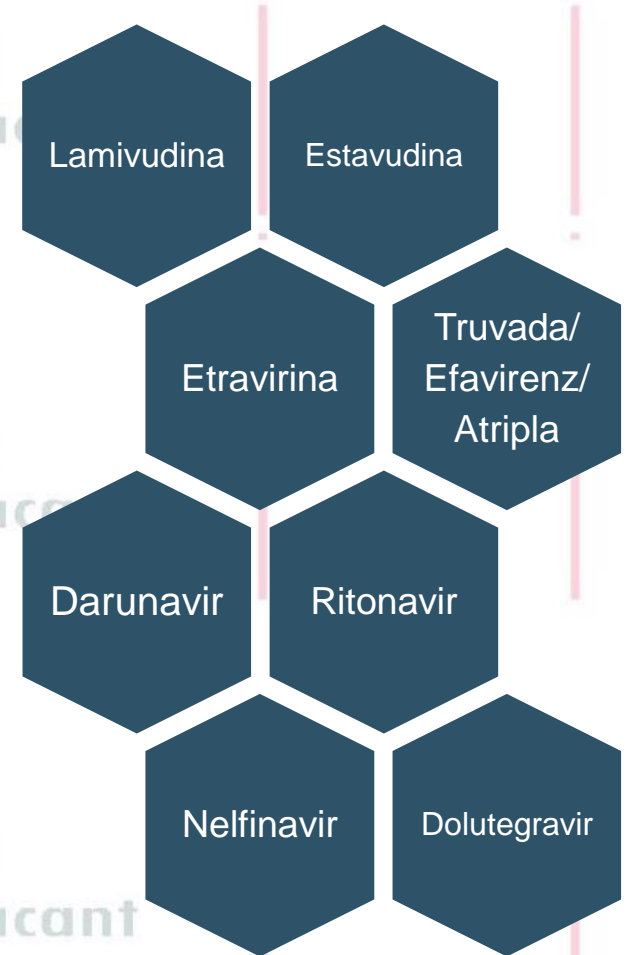 Lamivudina
Estavudina
Etravirina
Truvada/
Efavirenz/
Atripla
Darunavir
Ritonavir
Nelfinavir
Dolutegravir